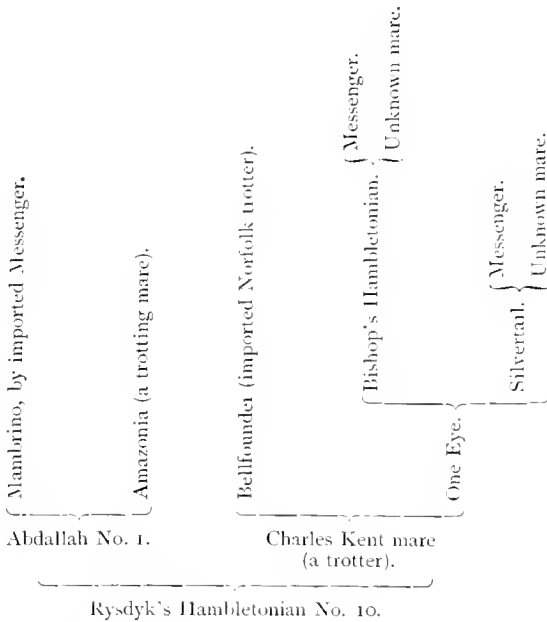 Mambrino, by imported Messenger.
Amazonia (a trotting mare).
Abdallah No. 1.
Bellfounder (imported Norfolk trotter).
Messenger.
Unknown mare.
Bishop's Hambletonian.
Messenger.
Unknown mare.
Silvertail.
One Eye.
Charles Kent mare
(a trotter).
Rysdyk's Hambletonian No. 10.